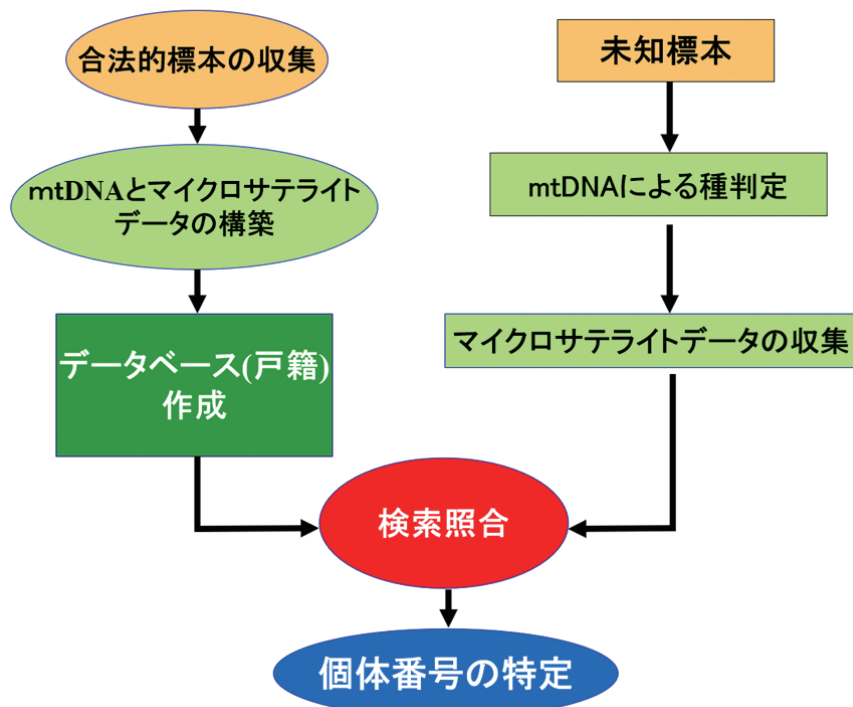 合法的標本の収集
mtDNAとマイクロサテライト
データの構築
データベース(戸籍)
作成
未知標本
mtDNAによる種判定
マイクロサテライトデータの収集
検索照合
個体番号の特定